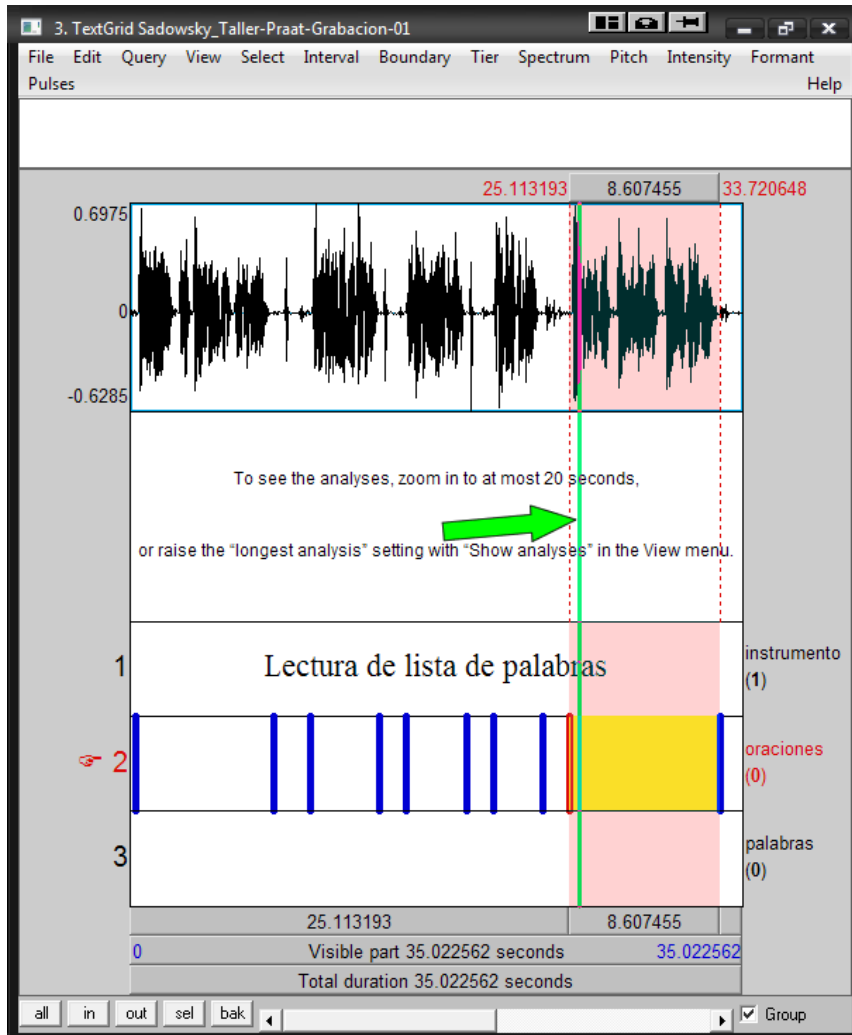 3. TextGrid Sadowsky_Taller-Praat-Grabacion-01
File Edit Query View Select Interval Boundary Tier Spectrum Pitch Intensity Formant
Pulses Help
25.113193 8.607455 33.720648
0.6975
0
-0.6285
To see the analyses, zoom in to at most 20 seconds,
or raise the “longest analysis” setting with “Show analyses” in the View menu.
1 Lectura de lista de palabras instrumento
(1)
2 oraciones
(0)
3 palabras
(0)
25.113193 8.607455
0 Visible part 35.022562 seconds 35.022562
Total duration 35.022562 seconds
all in out sel bak Group